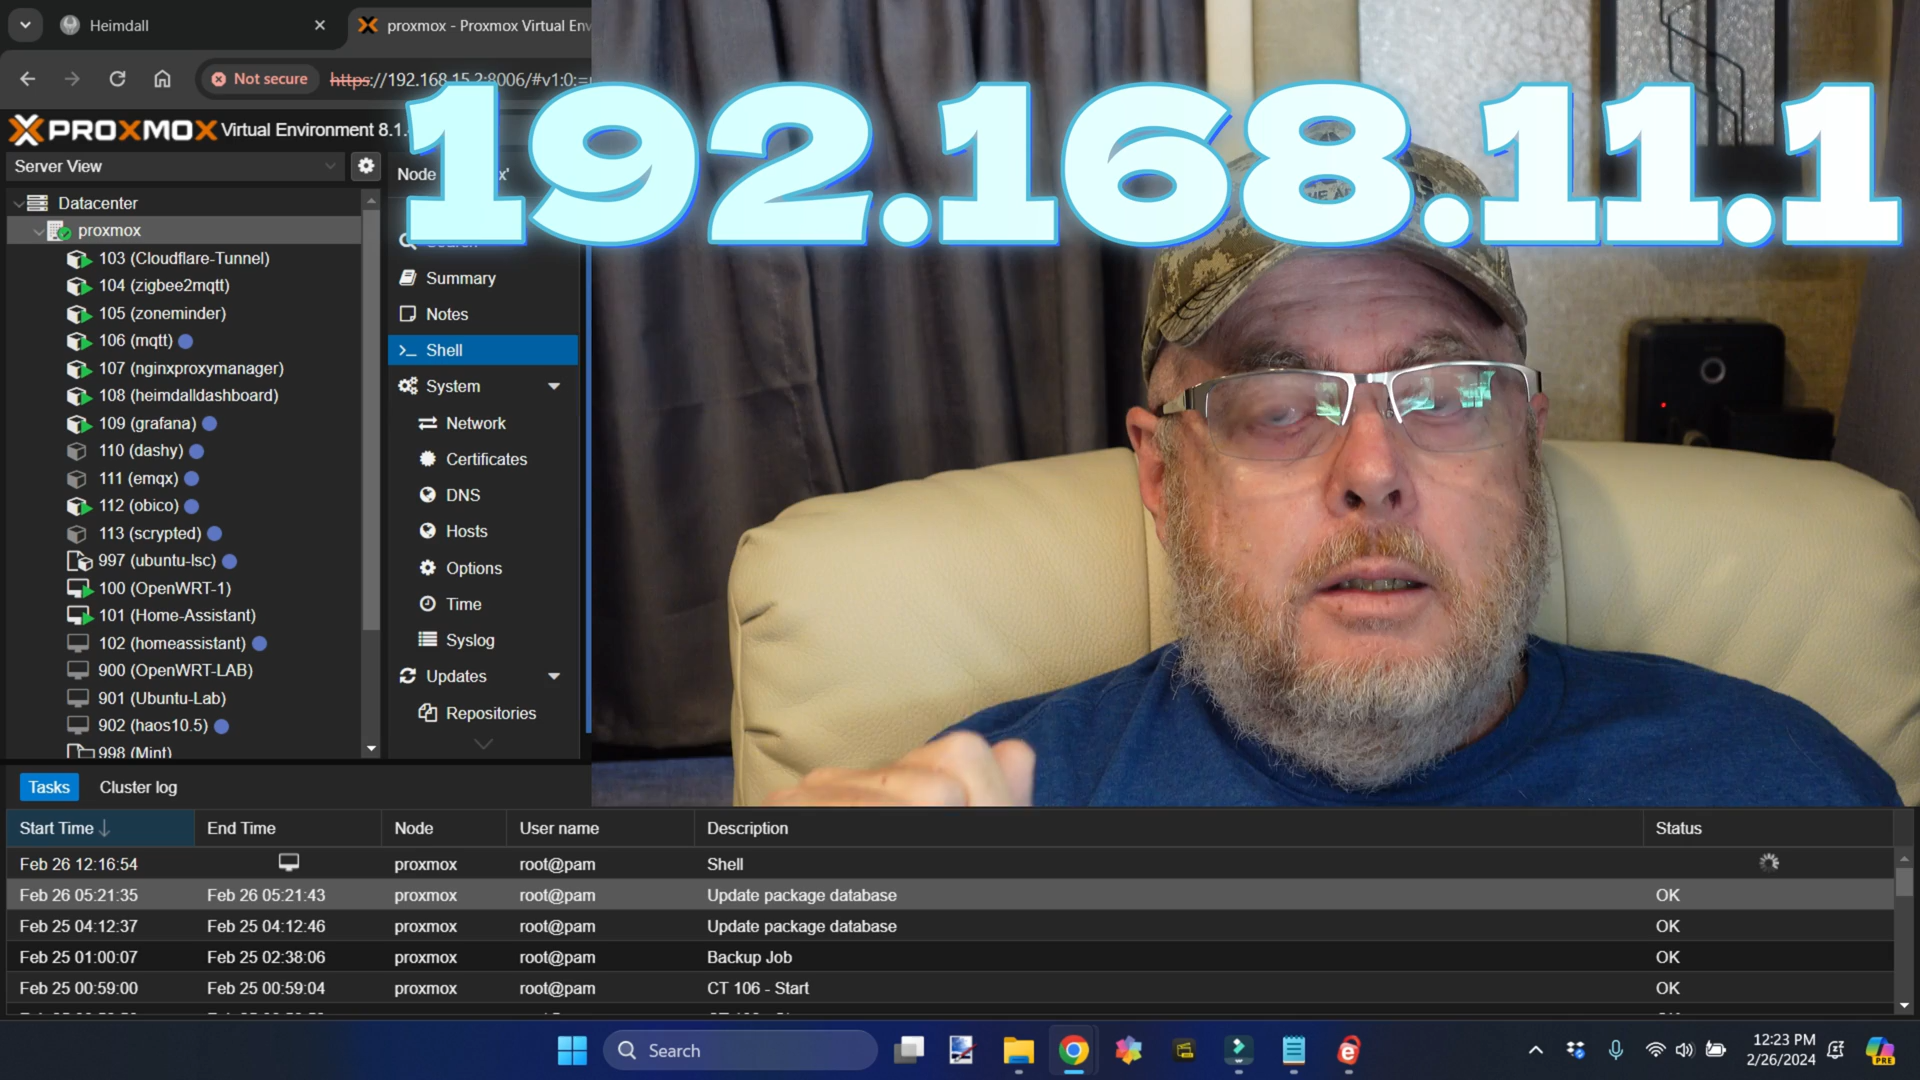 Heimdall
proxmox - Proxmox Virtual Env
Not secure
https://192.168.15.2:8006/#v1:0:=
192.168.11.1
PROXMOX Virtual Environment 8.1.
Server View
Node
x'
Datacenter
proxmox
103 (Cloudflare-Tunnel)
104 (zigbee2mqtt)
105 (zoneminder)
106 (mqtt)
107 (nginxproxymanager)
108 (heimdalldashboard)
109 (grafana)
110 (dashy)
111 (emqx)
112 (obico)
113 (scrypted)
997 (ubuntu-lsc)
100 (OpenWRT-1)
101 (Home-Assistant)
102 (homeassistant)
900 (OpenWRT-LAB)
901 (Ubuntu-Lab)
902 (haos10.5)
998 (Mint)
Summary
Notes
Shell
System
Network
Certificates
DNS
Hosts
Options
Time
Syslog
Updates
Repositories
Tasks
Cluster log
Start Time End Time Node User name Description Status
Feb 26 12:16:54 proxmox root@pam Shell
Feb 26 05:21:35 Feb 26 05:21:43 proxmox root@pam Update package database OK
Feb 25 04:12:37 Feb 25 04:12:46 proxmox root@pam Update package database OK
Feb 25 01:00:07 Feb 25 02:38:06 proxmox root@pam Backup Job OK
Feb 25 00:59:00 Feb 25 00:59:04 proxmox root@pam CT 106 - Start OK
Search
12:23 PM
2/26/2024
PRE